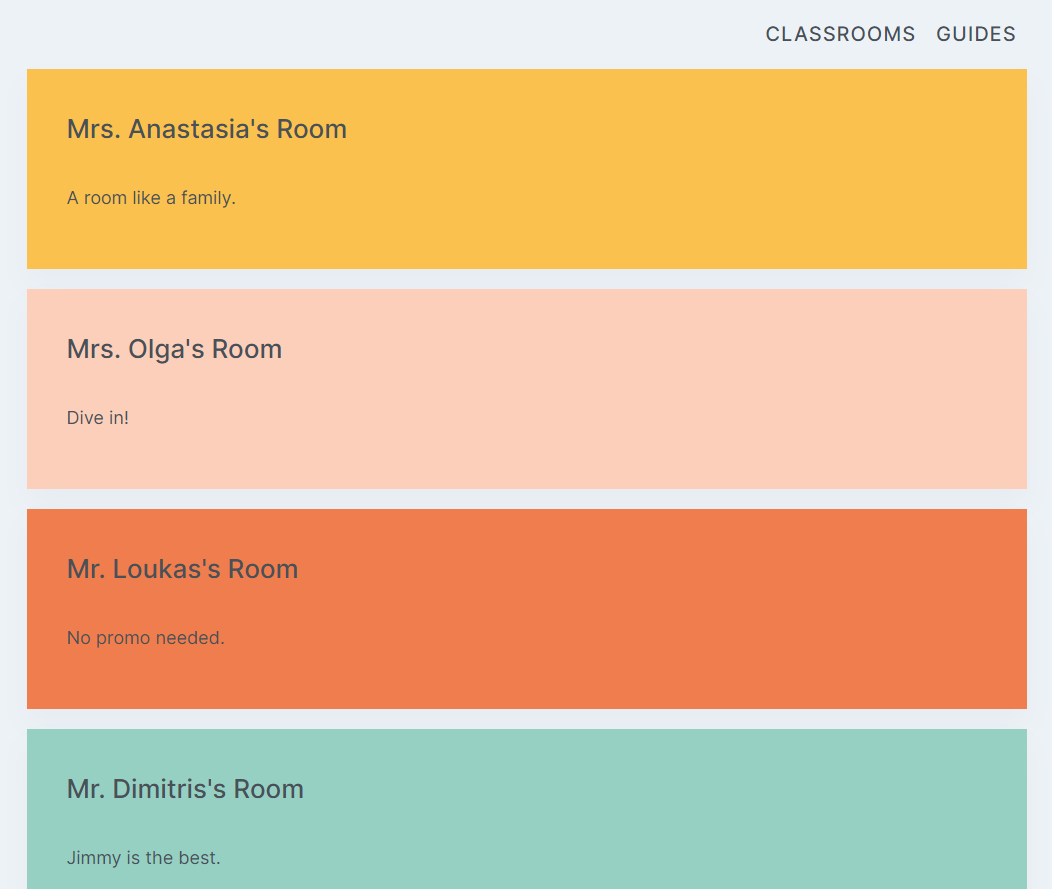 CLASSROOMS GUIDES
Mrs. Anastasia's Room
A room like a family.
Mrs. Olga's Room
Dive in!
Mr. Loukas's Room
No promo needed.
Mr. Dimitris's Room
Jimmy is the best.